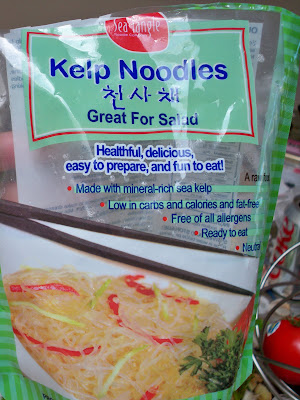 Sea Tangle
Kelp Noodles
천사채
Great For Salad
Healthful, delicious,
easy to prepare, and fun to eat!
A raw
• Made with mineral-rich sea kelp
• Low in carbs and calories and fat-free
• Free of all allergens
• Ready to eat
• Neutral